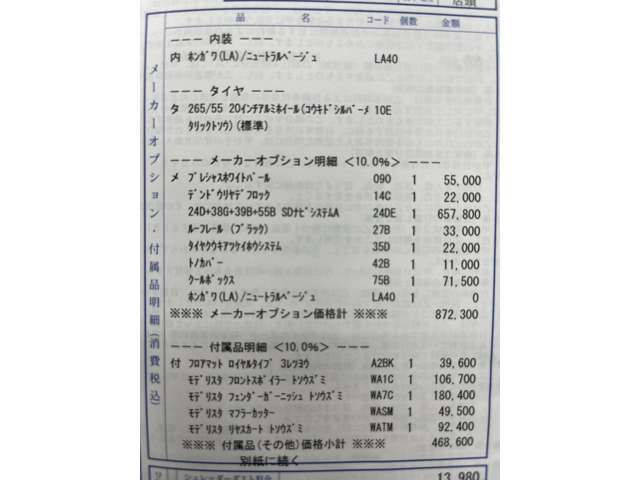 店頭
品 名 コード 個数 金額
メーカーオプション・付属品明細(消費税込)
--- 内装 ---
内 ﾎﾝｶﾞﾜ(LA)/ﾆｭｰﾄﾗﾙﾍﾞｰｼﾞｭ LA40
--- タイヤ ---
タ 265/55 20ｲﾝﾁｱﾙﾐﾎｲｰﾙ(ｺｳｷﾄﾞｼﾙﾊﾞｰﾒ 10E
ﾀﾘｯｸﾄｿｳ)(標準)
--- メーカーオプション明細 <10.0%> ---
メ ﾌﾟﾚｼｬｽﾎﾜｲﾄﾊﾟｰﾙ 090 1 55,000
ﾃﾞﾝﾄﾞｳﾘﾔﾃﾞﾌﾛｯｸ 14C 1 22,000
24D+38G+39B+55B SDﾅﾋﾞｼｽﾃﾑA 24DE 1 657,800
ﾙｰﾌﾚｰﾙ (ﾌﾞﾗｯｸ) 27B 1 33,000
ﾀｲﾔｸｳｷｱﾂｹｲﾎｳｼｽﾃﾑ 35D 1 22,000
ﾄﾉｶﾊﾞｰ 42B 1 11,000
ｸｰﾙﾎﾞｯｸｽ 75B 1 71,500
ﾎﾝｶﾞﾜ(LA)/ﾆｭｰﾄﾗﾙﾍﾞｰｼﾞｭ LA40 1 0
※※※ メーカーオプション価格計 ※※※ 872,300
--- 付属品明細 <10.0%> ---
付 ﾌﾛｱﾏｯﾄ ﾛｲﾔﾙﾀｲﾌﾟ 3ﾚﾂﾖｳ A2BK 1 39,600
ﾓﾃﾞﾘｽﾀ ﾌﾛﾝﾄｽﾎﾟｲﾗｰ ﾄｿｳｽﾞﾐ WA1C 1 106,700
ﾓﾃﾞﾘｽﾀ ﾌｪﾝﾀﾞｰｶﾞｰﾆｯｼｭ ﾄｿｳｽﾞﾐ WA7C 1 180,400
ﾓﾃﾞﾘｽﾀ ﾏﾌﾗｰｶｯﾀｰ WASM 1 49,500
ﾓﾃﾞﾘｽﾀ ﾘﾔｽｶｰﾄ ﾄｿｳｽﾞﾐ WATM 1 92,400
※※※ 付属品(その他)価格小計 ※※※ 468,600
別紙に続く
13,980